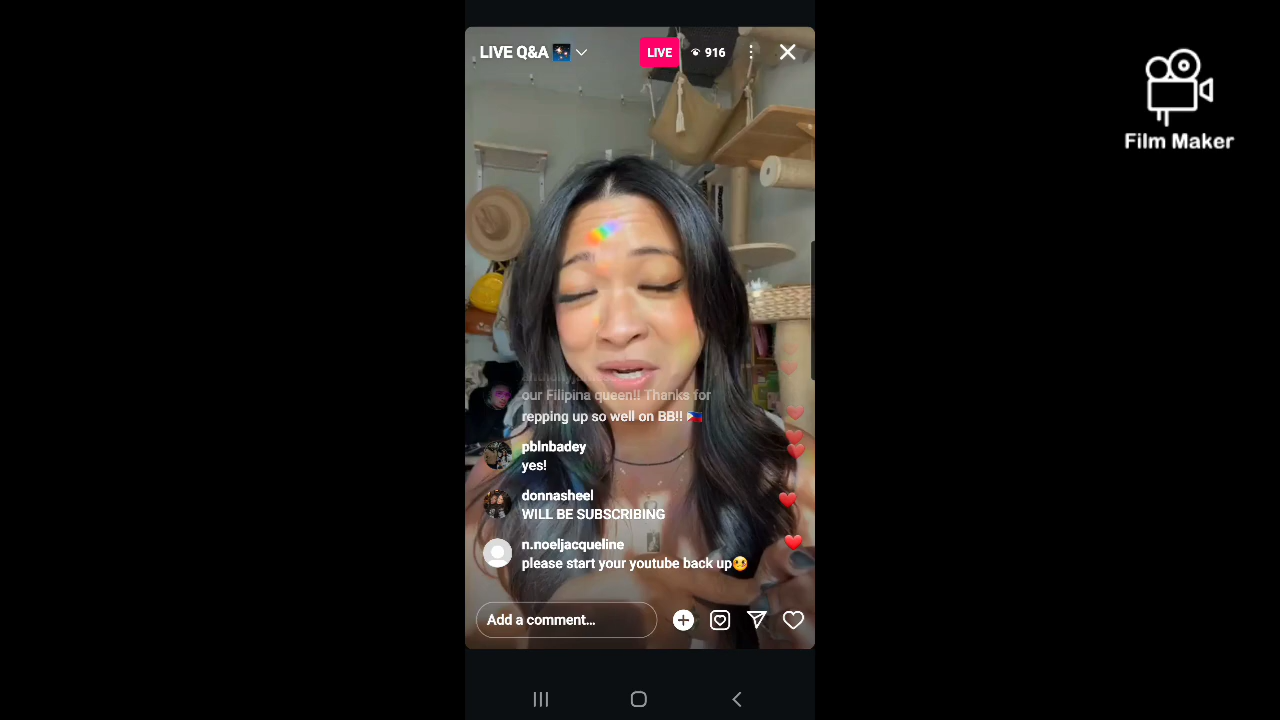 LIVE Q&A
LIVE
916
Film Maker
our Filipina queen!! Thanks for
repping up so well on BB!! 🇵🇭
pblnbadey
yes!
donnasheel
WILL BE SUBSCRIBING
n.noeljacqueline
please start your youtube back up🥺
Add a comment...